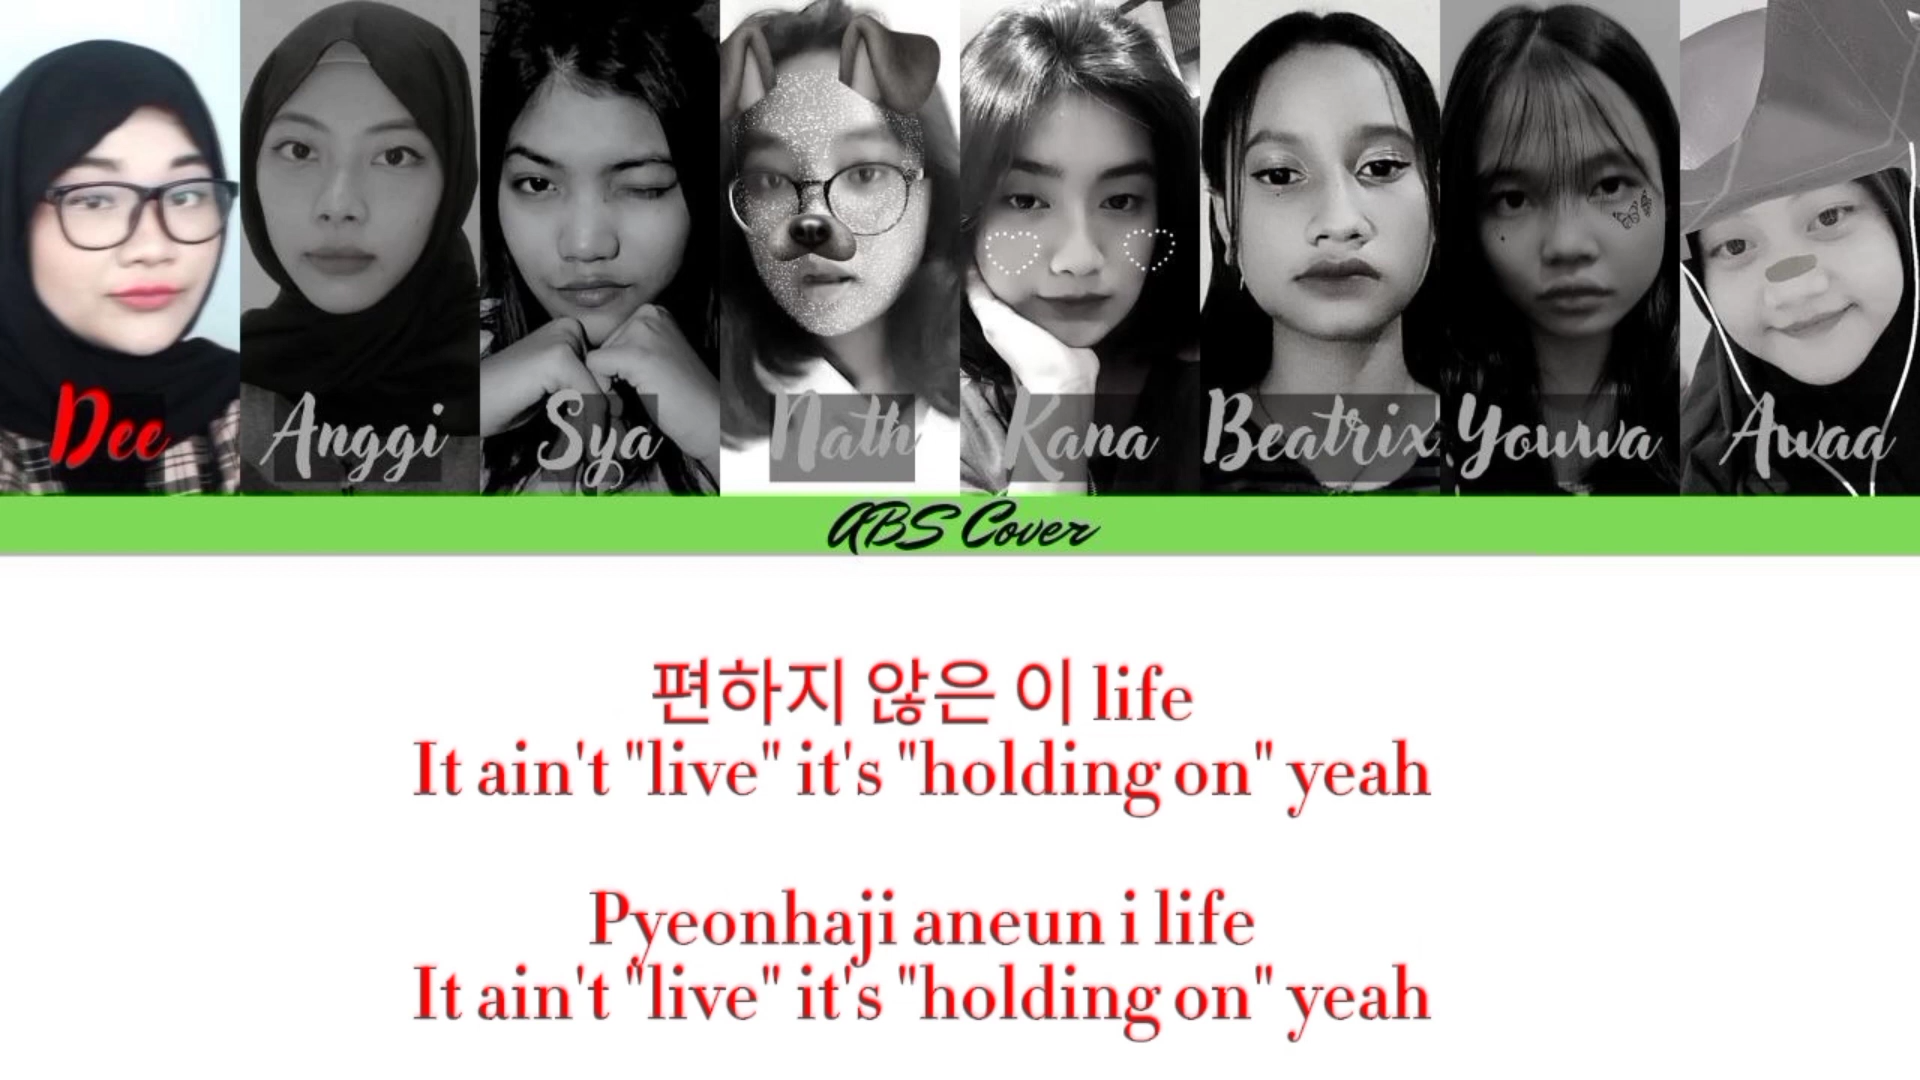 Dee
Anggi
Sya
Nath
Kana
Beatrix
Youwa
Awaa
ABS Cover
편하지 않은 이 life
It ain't "live" it's "holding on" yeah
Pyeonhaji aneun i life
It ain't "live" it's "holding on" yeah